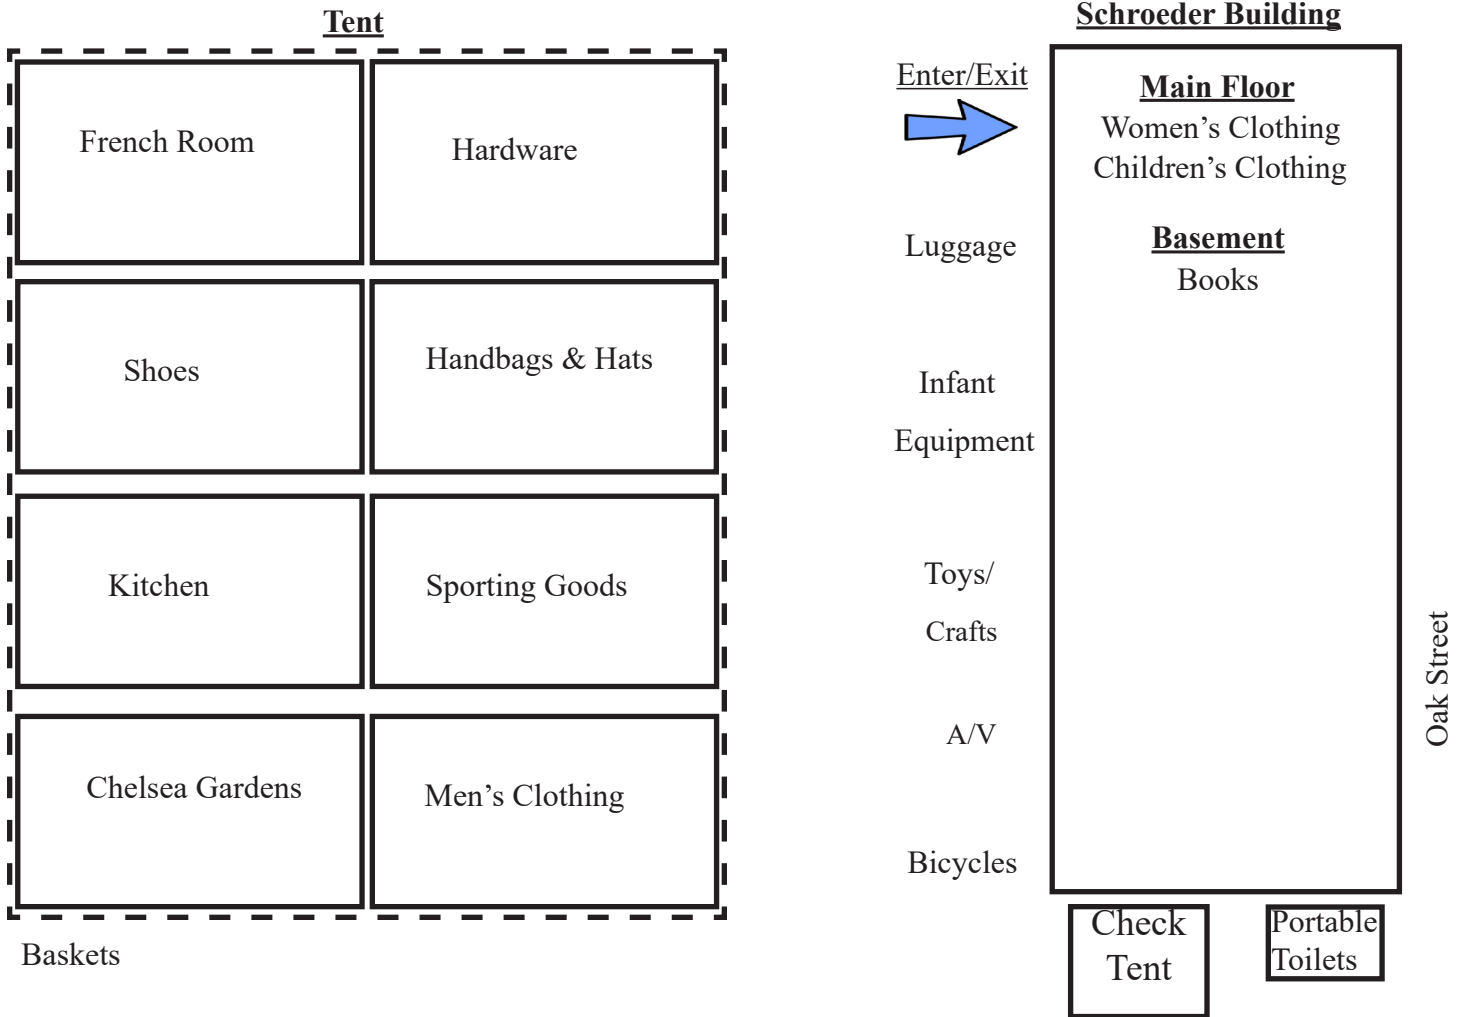 Tent
French Room
Hardware
Shoes
Handbags & Hats
Kitchen
Sporting Goods
Chelsea Gardens
Men’s Clothing
Baskets
Enter/Exit
Luggage
Infant
Equipment
Toys/
Crafts
A/V
Bicycles
Schroeder Building
Main Floor
Women’s Clothing
Children’s Clothing
Basement
Books
Oak Street
Check
Tent
Portable
Toilets